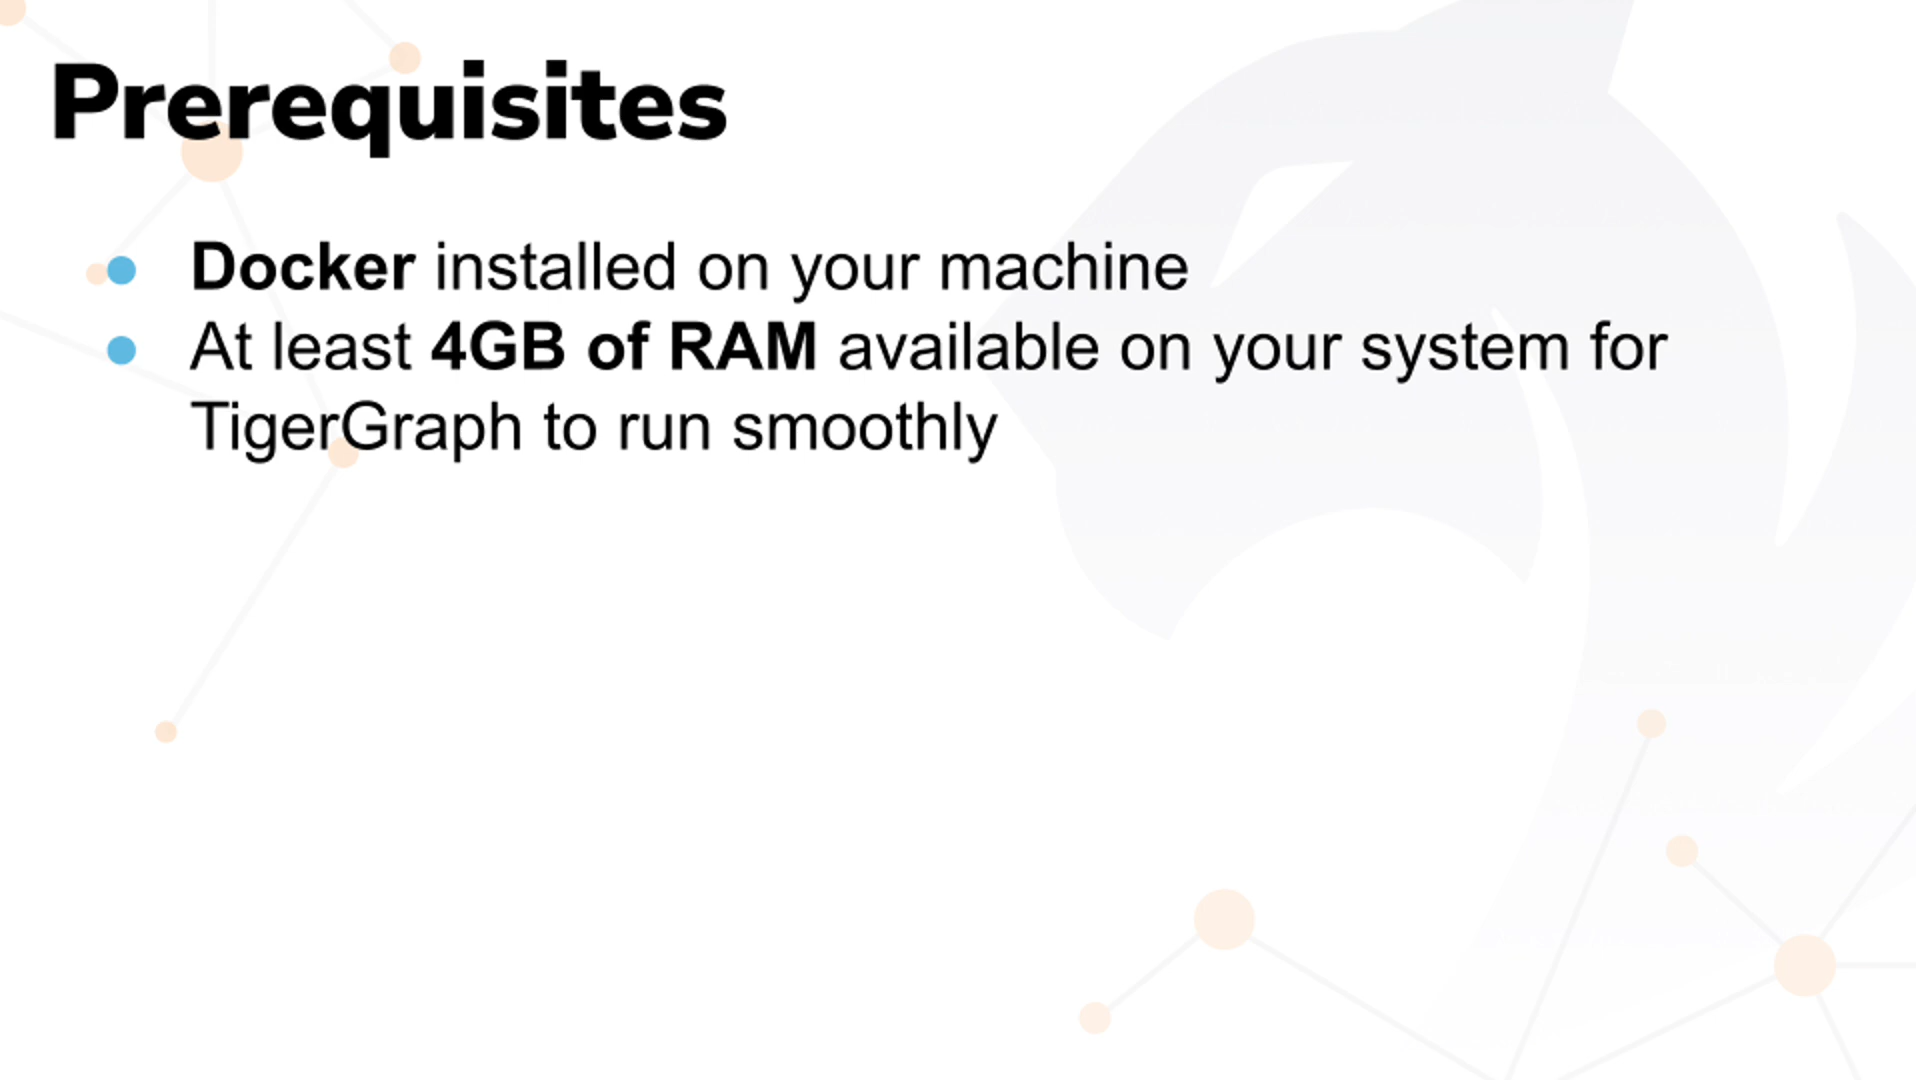 Prerequisites
Docker installed on your machine
At least 4GB of RAM available on your system for
TigerGraph to run smoothly